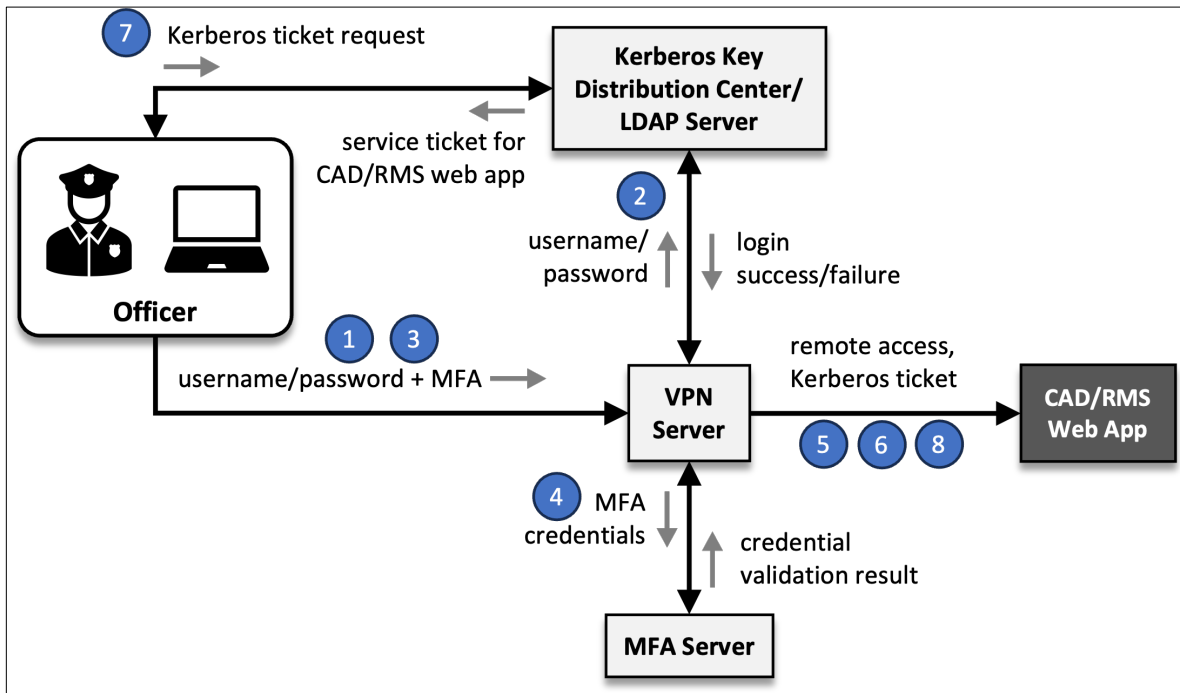 7
Kerberos ticket request
Kerberos Key
Distribution Center/
LDAP Server
service ticket for
CAD/RMS web app
Officer
2
username/
password
login
success/failure
1
3
username/password + MFA
VPN
Server
remote access,
Kerberos ticket
5
6
8
CAD/RMS
Web App
4
MFA
credentials
credential
validation result
MFA Server